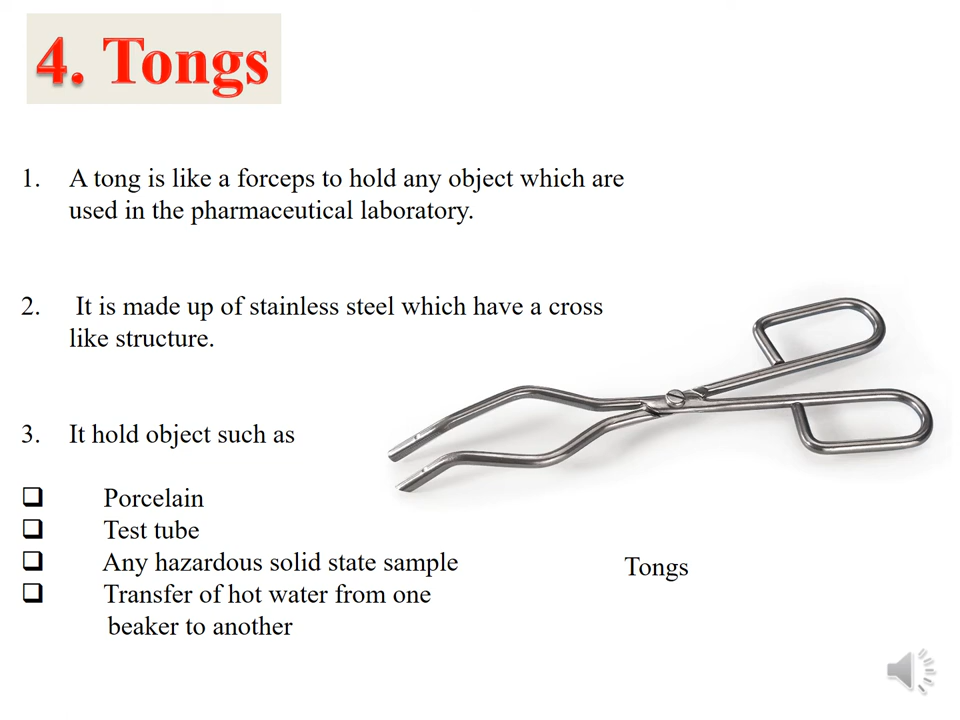 4. Tongs
1. A tong is like a forceps to hold any object which are
used in the pharmaceutical laboratory.
2. It is made up of stainless steel which have a cross
like structure.
3. It hold object such as
❑ Porcelain
❑ Test tube
❑ Any hazardous solid state sample
❑ Transfer of hot water from one
beaker to another
Tongs